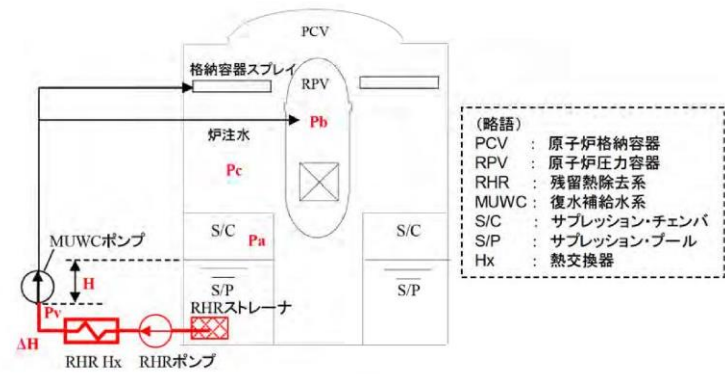 PCV
格納容器スプレイ
RPV
Pb
炉注水
Pc
S/C
Pa
S/C
MUWCポンプ
H
S/P
S/P
Pv
RHRストレーナ
ΔH
RHR Hx
RHRポンプ
(略語)
PCV : 原子炉格納容器
RPV : 原子炉圧力容器
RHR : 残留熱除去系
MUWC : 復水補給水系
S/C : サプレッション・チェンバ
S/P : サプレッション・プール
Hx : 熱交換器